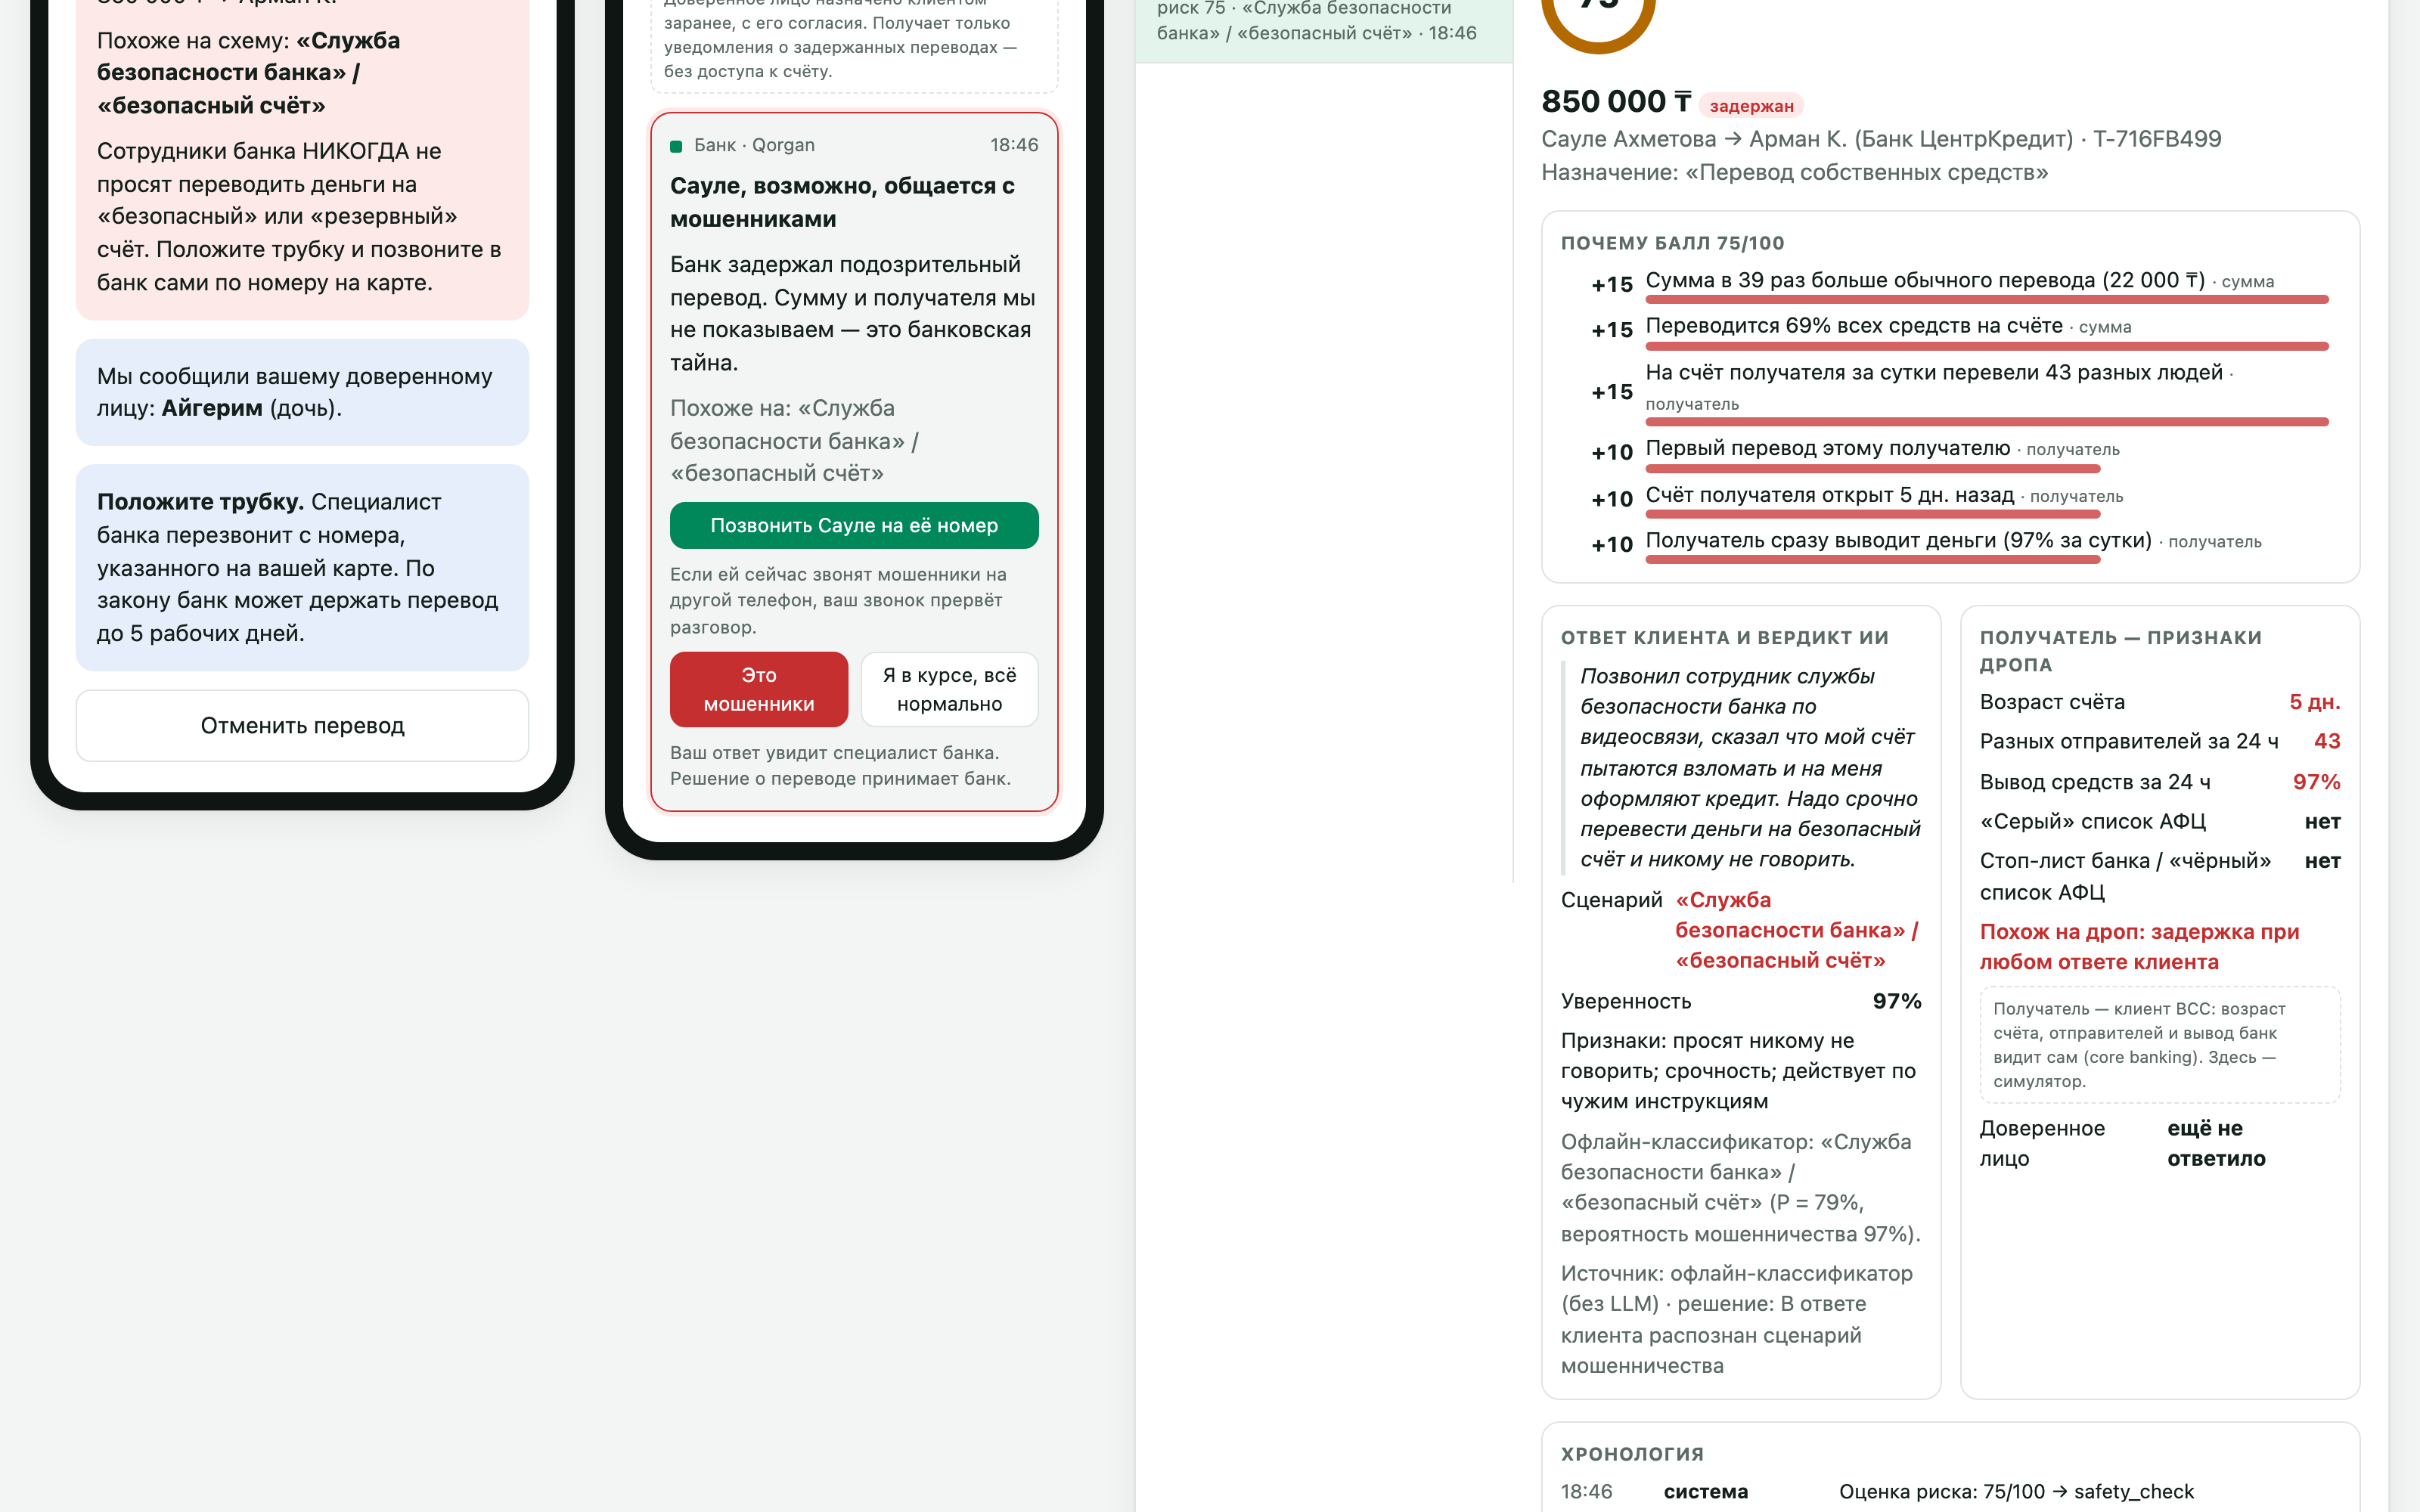 850 000 ₸ → Арман К.
Похоже на схему: «Служба
безопасности банка» /
«безопасный счёт»
Сотрудники банка НИКОГДА не
просят переводить деньги на
«безопасный» или «резервный»
счёт. Положите трубку и позвоните в
банк сами по номеру на карте.
Мы сообщили вашему доверенному
лицу: Айгерим (дочь).
Положите трубку. Специалист
банка перезвонит с номера,
указанного на вашей карте. По
закону банк может держать перевод
до 5 рабочих дней.
Отменить перевод
Доверенное лицо назначено клиентом
заранее, с его согласия. Получает только
уведомления о задержанных переводах —
без доступа к счёту.
Банк · Qorgan 18:46
Сауле, возможно, общается с
мошенниками
Банк задержал подозрительный
перевод. Сумму и получателя мы
не показываем — это банковская
тайна.
Похоже на: «Служба
безопасности банка» /
«безопасный счёт»
Позвонить Сауле на её номер
Если ей сейчас звонят мошенники на
другой телефон, ваш звонок прервёт
разговор.
Это
мошенники
Я в курсе, всё
нормально
Ваш ответ увидит специалист банка.
Решение о переводе принимает банк.
риск 75 · «Служба безопасности
банка» / «безопасный счёт» · 18:46
75
850 000 ₸ задержан
Сауле Ахметова → Арман К. (Банк ЦентрКредит) · T-716FB499
Назначение: «Перевод собственных средств»
ПОЧЕМУ БАЛЛ 75/100
+15 Сумма в 39 раз больше обычного перевода (22 000 ₸) · сумма
+15 Переводится 69% всех средств на счёте · сумма
+15 На счёт получателя за сутки перевели 43 разных людей ·
получатель
+10 Первый перевод этому получателю · получатель
+10 Счёт получателя открыт 5 дн. назад · получатель
+10 Получатель сразу выводит деньги (97% за сутки) · получатель
ОТВЕТ КЛИЕНТА И ВЕРДИКТ ИИ
Позвонил сотрудник службы
безопасности банка по
видеосвязи, сказал что мой счёт
пытаются взломать и на меня
оформляют кредит. Надо срочно
перевести деньги на безопасный
счёт и никому не говорить.
Сценарий «Служба
безопасности банка» /
«безопасный счёт»
Уверенность 97%
Признаки: просят никому не
говорить; срочность; действует по
чужим инструкциям
Офлайн-классификатор: «Служба
безопасности банка» /
«безопасный счёт» (P = 79%,
вероятность мошенничества 97%).
Источник: офлайн-классификатор
(без LLM) · решение: В ответе
клиента распознан сценарий
мошенничества
ПОЛУЧАТЕЛЬ — ПРИЗНАКИ
ДРОПА
Возраст счёта 5 дн.
Разных отправителей за 24 ч 43
Вывод средств за 24 ч 97%
«Серый» список АФЦ нет
Стоп-лист банка / «чёрный» нет
список АФЦ
Похож на дроп: задержка при
любом ответе клиента
Получатель — клиент BCC: возраст
счёта, отправителей и вывод банк
видит сам (core banking). Здесь —
симулятор.
Доверенное ещё не
лицо ответило
ХРОНОЛОГИЯ
18:46 система Оценка риска: 75/100 → safety_check